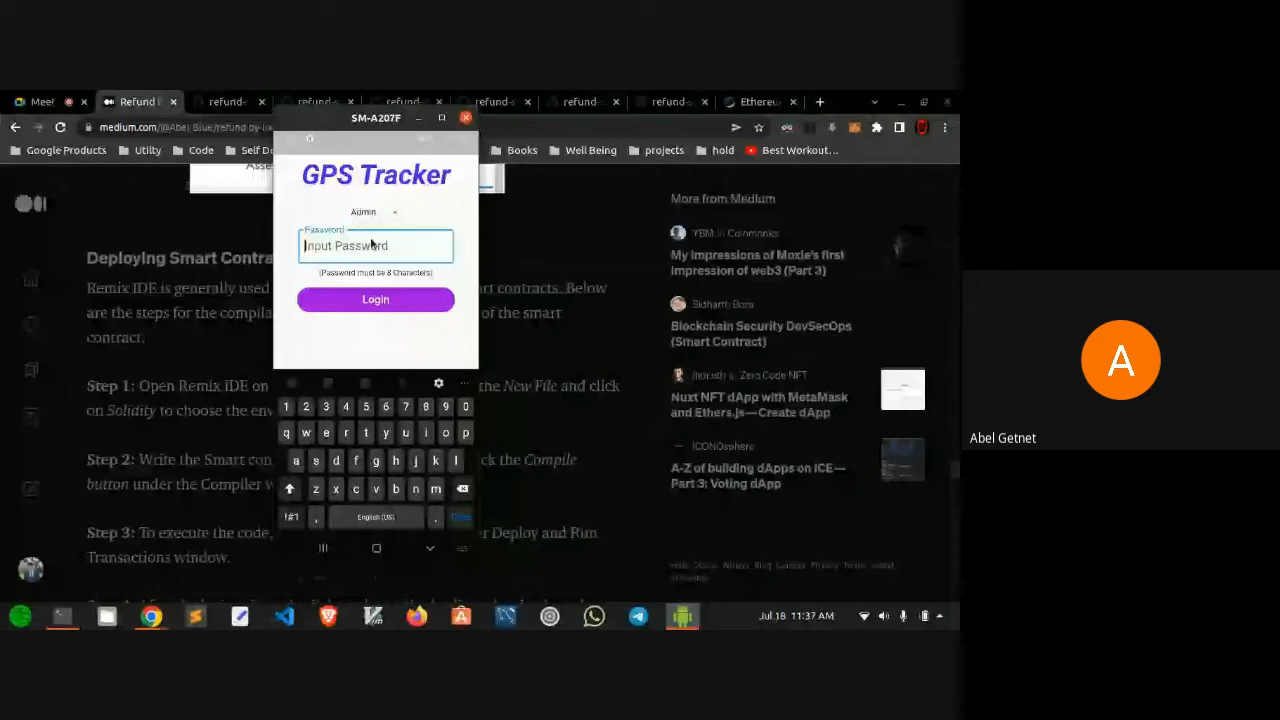 Meet
Refund
refund-
refund-
refund-
refund-
refund-
refund-
Ethereu
SM-A207F
medium.com/@Abel
Google Products
Utility
Code
Self
Books
Well Being
projects
hold
Best Workout...
GPS Tracker
Admin
Password
Input Password
(Password must be 8 Characters)
Login
1 2 3 4 5 6 7 8 9 0
q w e r t y u i o p
a s d f g h j k l
z x c v b n m
!#1 , English (US) .
Deploying Smart Contra
Remix IDE is generally used
art contracts. Below
are the steps for the compila
of the smart
contract.
Step 1: Open Remix IDE on
the New File and click
on Solidity to choose the env
Step 2: Write the Smart con
ck the Compile
button under the Compiler
Step 3: To execute the code,
r Deploy and Run
Transactions window.
More from Medium
YBM in Coinmonks
My Impressions of Moxie's first
impression of web3 (Part 3)
Blockchain Security DevSecOps
(Smart Contract)
Zero Code NFT
Nuxt NFT dApp with MetaMask
and Ethers.js—Create dApp
ICONosphere
A-Z of building dApps on ICE—
Part 3: Voting dApp
Jul 18 11:37 AM
A
Abel Getnet